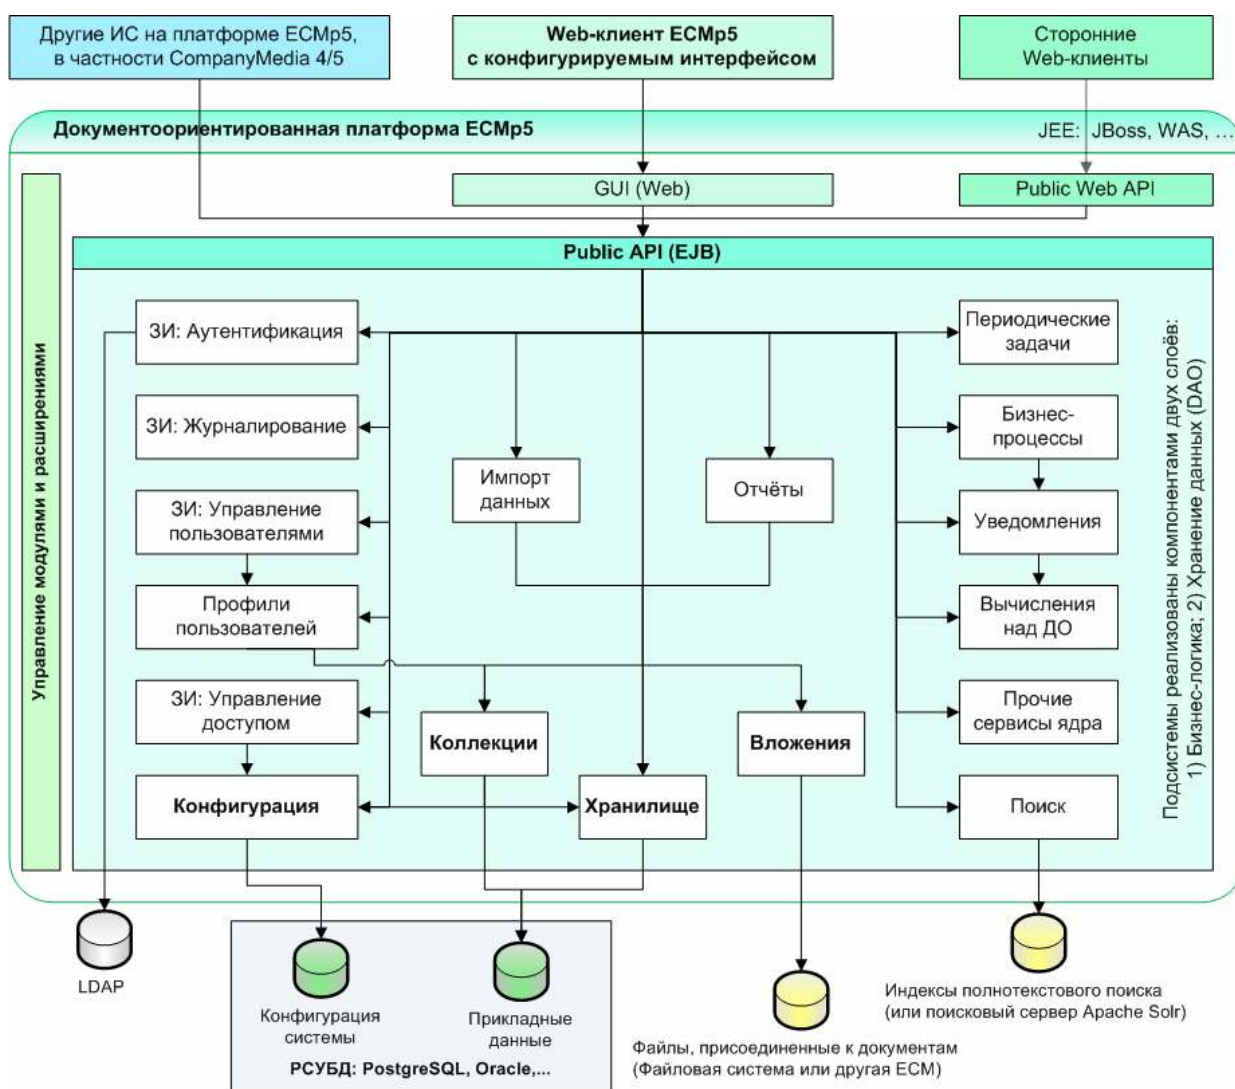 Другие ИС на платформе ECMp5,
в частности CompanyMedia 4/5
Web-клиент ECMp5
с конфигурируемым интерфейсом
Сторонние
Web-клиенты
Документоориентированная платформа ECMp5
JEE: JBoss, WAS, ...
GUI (Web)
Public Web API
Управление модулями и расширениями
Public API (EJB)
ЗИ: Аутентификация
Периодические
задачи
ЗИ: Журналирование
Бизнес-
процессы
Импорт
данных
Отчёты
ЗИ: Управление
пользователями
Уведомления
Профили
пользователей
Вычисления
над ДО
ЗИ: Управление
доступом
Коллекции
Вложения
Прочие
сервисы ядра
Конфигурация
Хранилище
Поиск
Подсистемы реализованы компонентами двух слоёв:
1) Бизнес-логика; 2) Хранение данных (DAO)
LDAP
Конфигурация
системы
Прикладные
данные
РСУБД: PostgreSQL, Oracle,...
Файлы, присоединенные к документам
(Файловая система или другая ECM)
Индексы полнотекстового поиска
(или поисковый сервер Apache Solr)